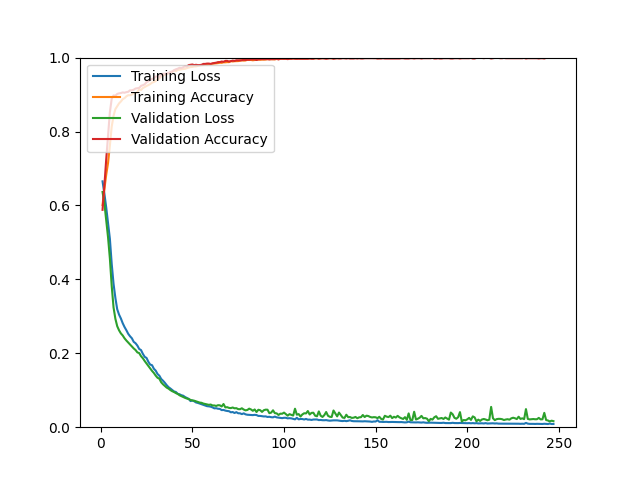 1.0
0.8
0.6
0.4
0.2
0.0
Training Loss
Training Accuracy
Validation Loss
Validation Accuracy
0 50 100 150 200 250